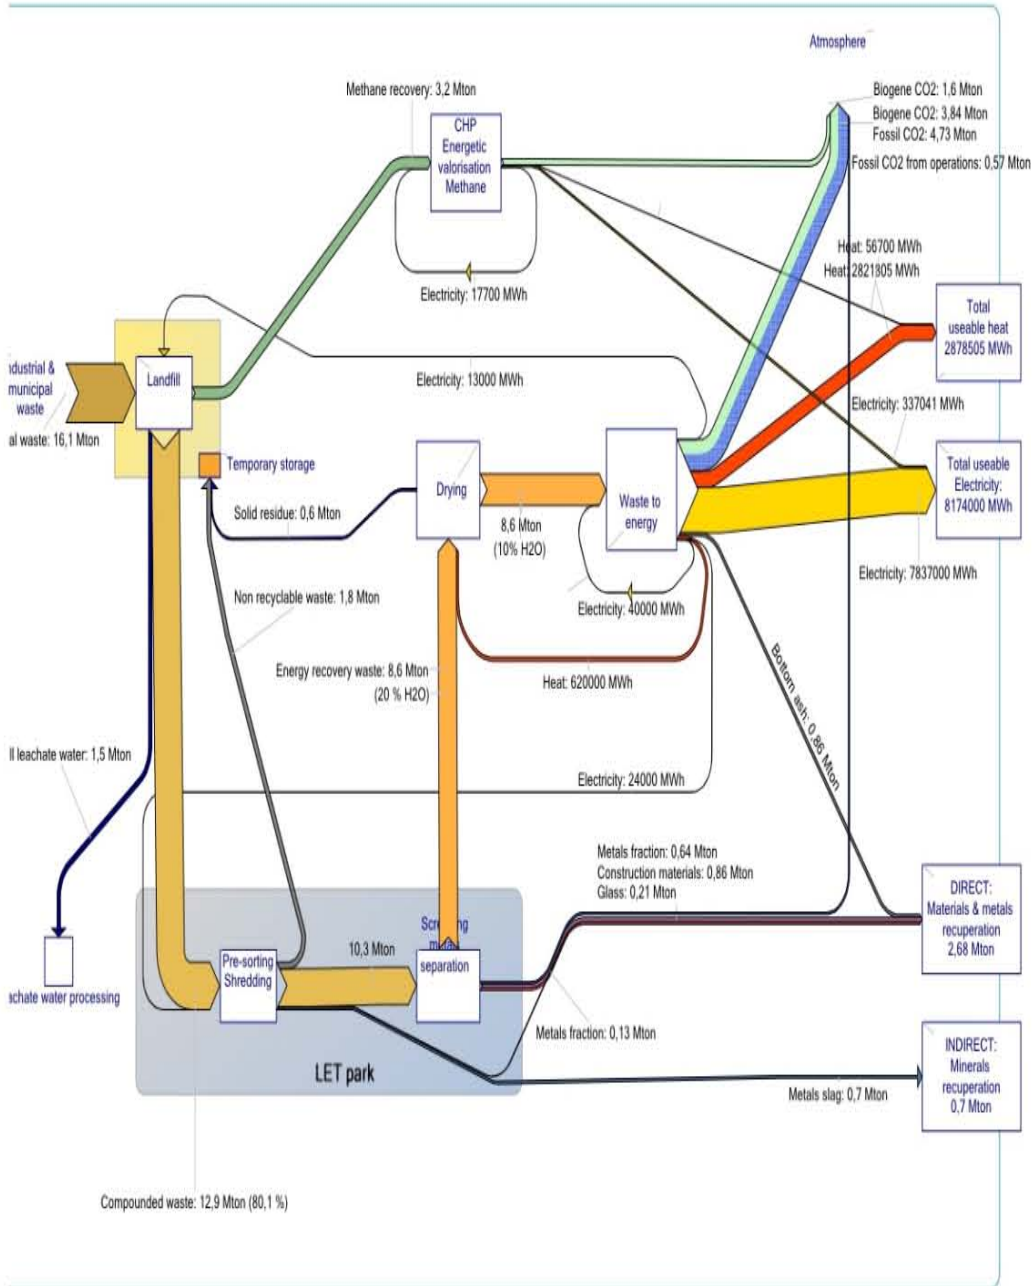 Atmosphere
Biogene CO2: 1,6 Mton
Biogene CO2: 3,84 Mton
Fossil CO2: 4,73 Mton
Fossil CO2 from operations: 0,57 Mton
Methane recovery: 3,2 Mton
CHP
Energetic
valorisation
Methane
Electricity: 17700 MWh
Heat: 56700 MWh
Heat: 2821805 MWh
Total
useable heat
2878505 MWh
Electricity: 13000 MWh
Electricity: 337041 MWh
ndustrial &
municipal
waste
al waste: 16,1 Mton
Landfill
Temporary storage
Drying
8,6 Mton
(10% H2O)
Waste to
energy
Total useable
Electricity:
8174000 MWh
Solid residue: 0,6 Mton
Electricity: 7837000 MWh
Non recyclable waste: 1,8 Mton
Electricity: 40000 MWh
Energy recovery waste: 8,6 Mton
(20 % H2O)
Heat: 620000 MWh
Bottom ash: 0,86 Mton
ll leachate water: 1,5 Mton
Electricity: 24000 MWh
Metals fraction: 0,64 Mton
Construction materials: 0,86 Mton
Glass: 0,21 Mton
DIRECT:
Materials & metals
recuperation
2,68 Mton
10,3 Mton
Pre-sorting
Shredding
separation
achate water processing
Metals fraction: 0,13 Mton
LET park
INDIRECT:
Minerals
recuperation
0,7 Mton
Metals slag: 0,7 Mton
Compounded waste: 12,9 Mton (80,1 %)